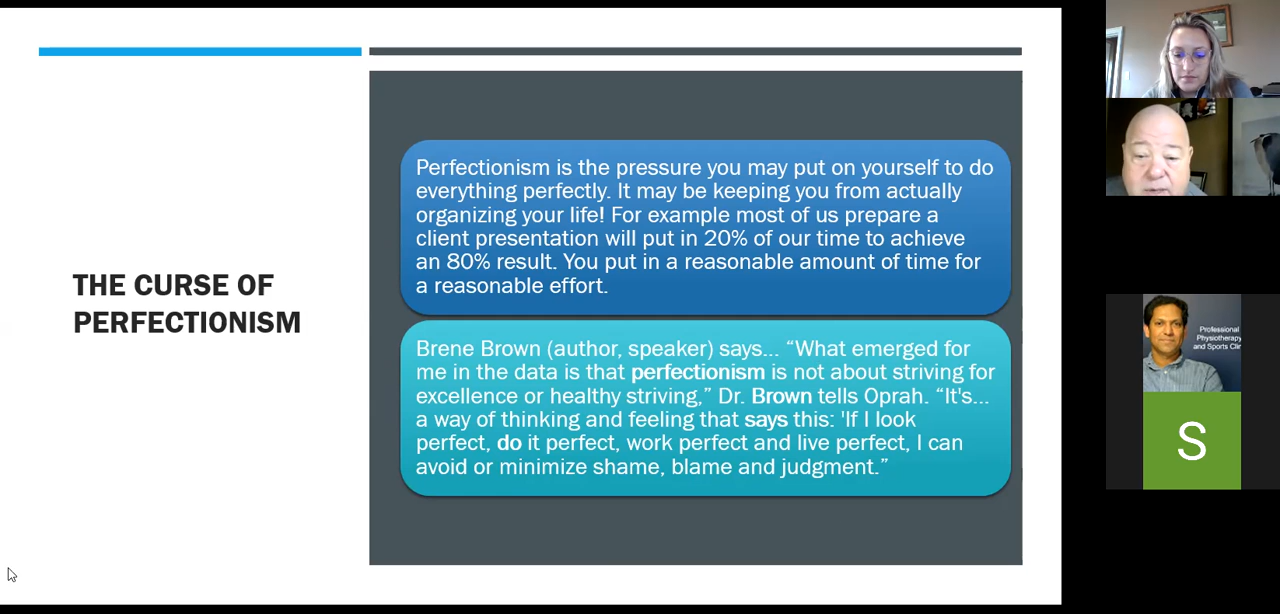 THE CURSE OF
PERFECTIONISM
Perfectionism is the pressure you may put on yourself to do
everything perfectly. It may be keeping you from actually
organizing your life! For example most of us prepare a
client presentation will put in 20% of our time to achieve
an 80% result. You put in a reasonable amount of time for
a reasonable effort.
Brene Brown (author, speaker) says... “What emerged for
me in the data is that perfectionism is not about striving for
excellence or healthy striving,” Dr. Brown tells Oprah. “It's...
a way of thinking and feeling that says this: 'If I look
perfect, do it perfect, work perfect and live perfect, I can
avoid or minimize shame, blame and judgment.”
Professional
Physiotherapy
and Sports Clin
S